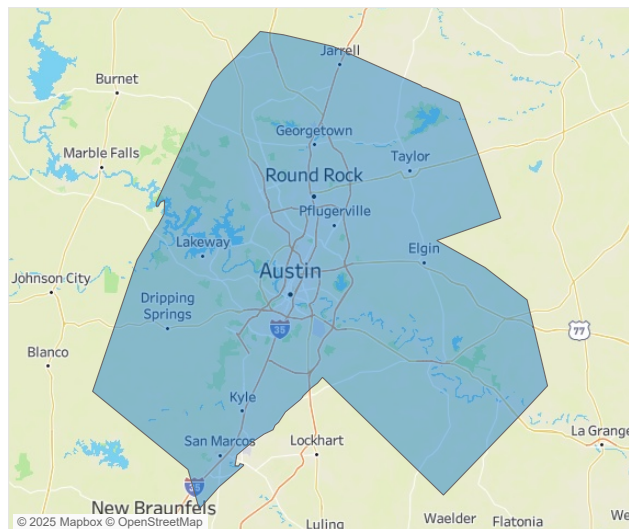 Jarrell
Burnet
Georgetown
Marble Falls
Taylor
Round Rock
Pflugerville
Lakeway
Elgin
Austin
Johnson City
Dripping
Springs
35
77
Blanco
Kyle
La Grange
San Marcos
Lockhart
35
New Braunfels
Waelder
Flatonia
We
Luling
© 2025 Mapbox © OpenStreetMap